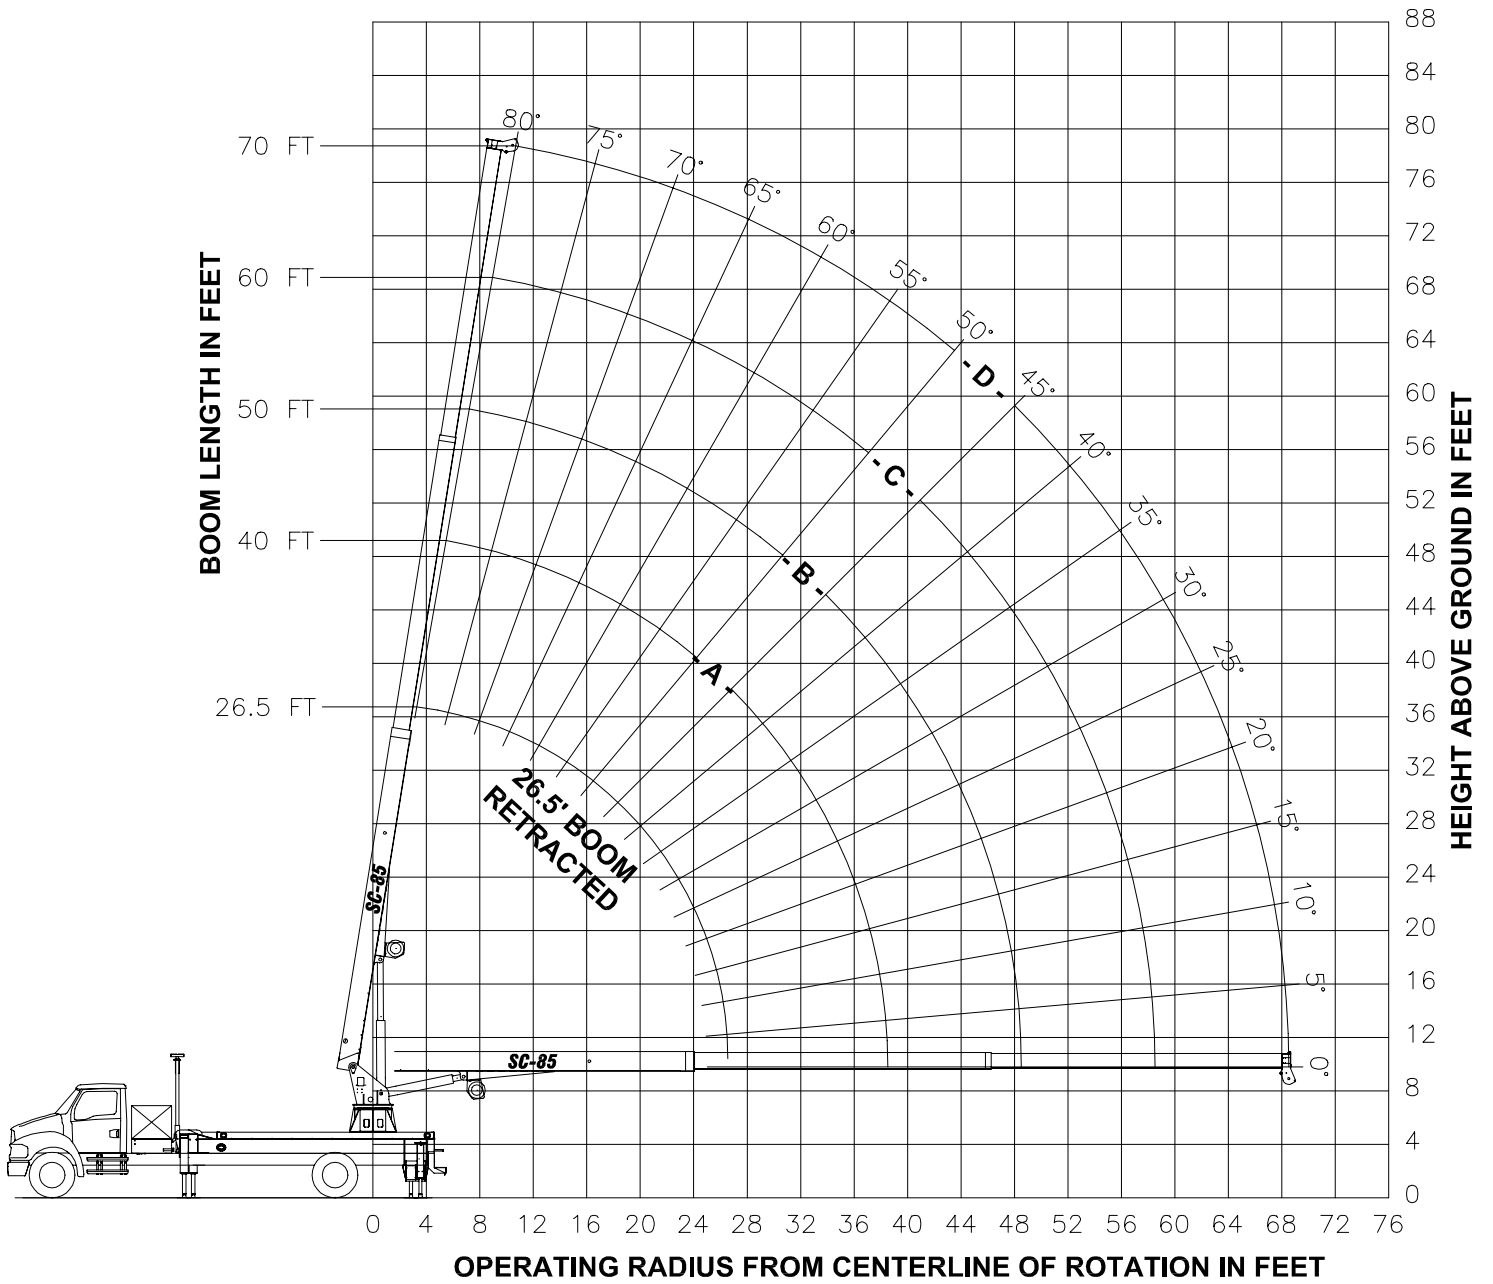 88
84
80
76
72
68
64
60
56
52
48
44
40
36
32
28
24
20
16
12
8
4
0
HEIGHT ABOVE GROUND IN FEET
BOOM LENGTH IN FEET
70 FT
60 FT
50 FT
40 FT
26.5 FT
80°
75°
70°
65°
60°
55°
50°
45°
40°
35°
30°
25°
20°
15°
10°
5°
0°
- D -
- C -
- B -
- A -
26.5' BOOM
RETRACTED
SC-85
SC-85
0 4 8 12 16 20 24 28 32 36 40 44 48 52 56 60 64 68 72 76
OPERATING RADIUS FROM CENTERLINE OF ROTATION IN FEET